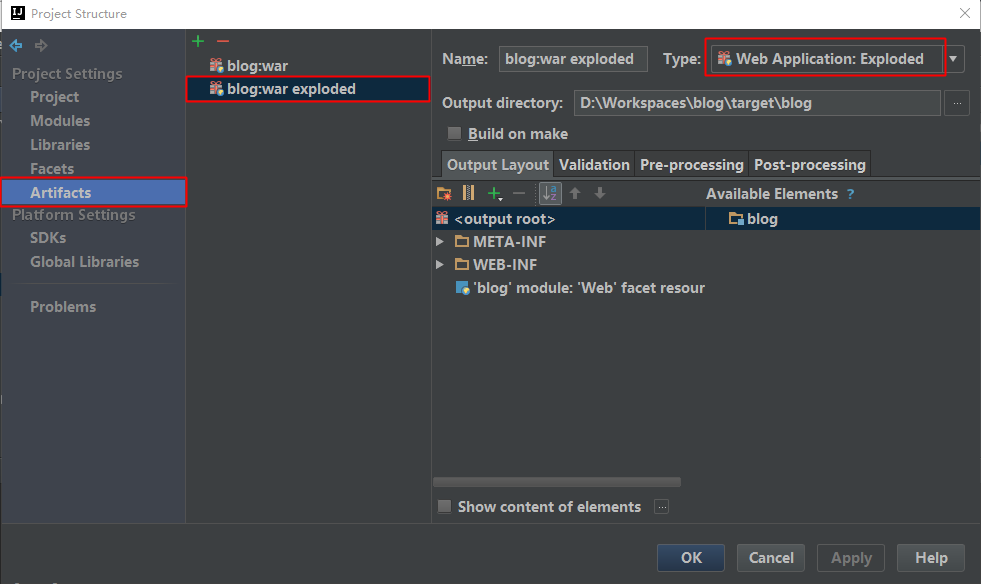 Project Structure
Project Settings
Project
Modules
Libraries
Facets
Artifacts
Platform Settings
SDKs
Global Libraries
Problems
blog:war
blog:war exploded
Name: blog:war exploded Type: Web Application: Exploded
Output directory: D:\Workspaces\blog\target\blog ...
Build on make
Output Layout Validation Pre-processing Post-processing
Available Elements ?
<output root>
blog
META-INF
WEB-INF
'blog' module: 'Web' facet resour
Show content of elements ...
OK Cancel Apply Help